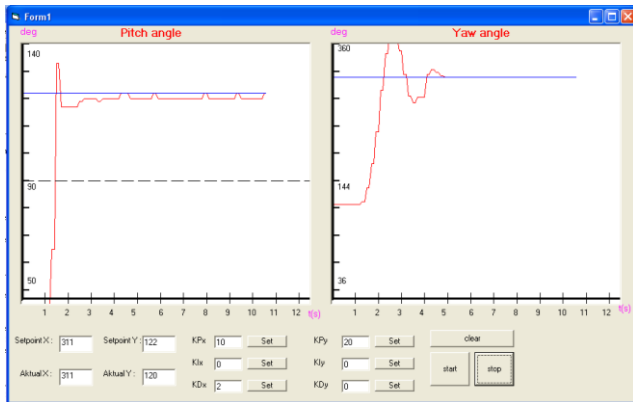 Form1
deg Pitch angle deg Yaw angle
140 360
90 144
50 36
1 2 3 4 5 6 7 8 9 10 11 12 t(s) 1 2 3 4 5 6 7 8 9 10 11 12 t(s)
Setpoint X : 311 Setpoint Y : 122 KPx 10 Set KPy 20 Set clear
KIx 0 Set KIy 0 Set start stop
Aktual X : 311 Aktual Y : 120
KDx 2 Set KDy 0 Set